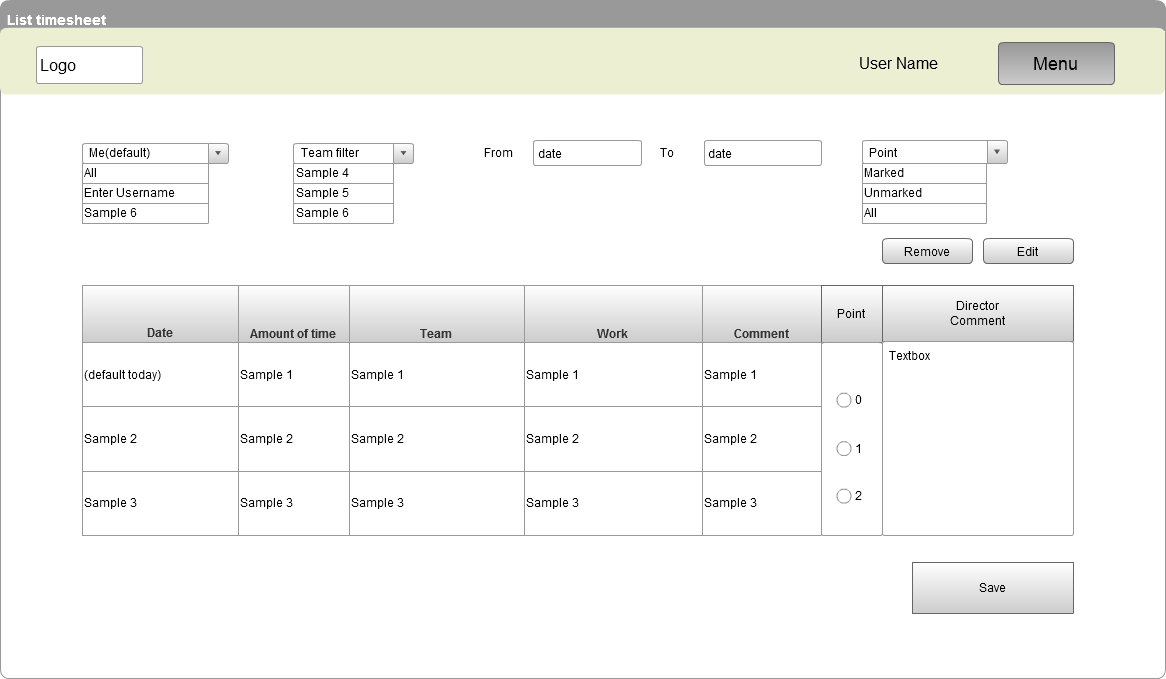 List timesheet
Logo
User Name
Menu
Me(default)
All
Enter Username
Sample 6
Team filter
Sample 4
Sample 5
Sample 6
From
date
To
date
Point
Marked
Unmarked
All
Remove
Edit
Date
Amount of time
Team
Work
Comment
Point
Director
Comment
(default today)
Sample 1
Sample 1
Sample 1
Sample 1
Sample 2
Sample 2
Sample 2
Sample 2
Sample 2
Sample 3
Sample 3
Sample 3
Sample 3
Sample 3
0
1
2
Textbox
Save